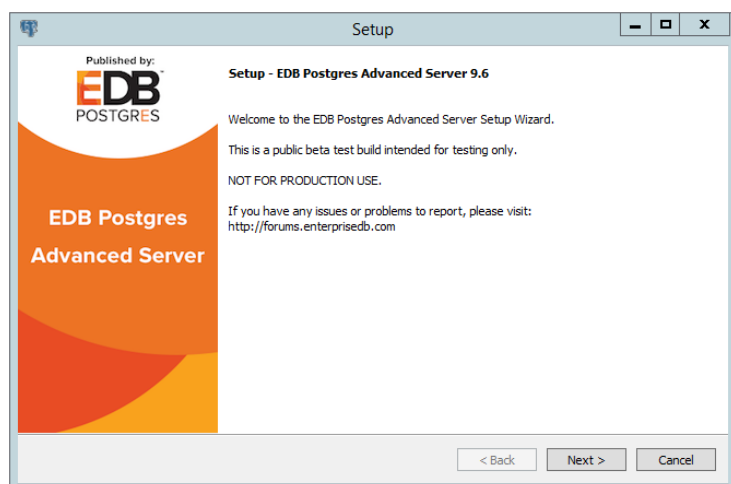 Setup
Published by:
EDB
POSTGRES
EDB Postgres
Advanced Server
Setup - EDB Postgres Advanced Server 9.6
Welcome to the EDB Postgres Advanced Server Setup Wizard.
This is a public beta test build intended for testing only.
NOT FOR PRODUCTION USE.
If you have any issues or problems to report, please visit:
http://forums.enterprisedb.com
< Back
Next >
Cancel